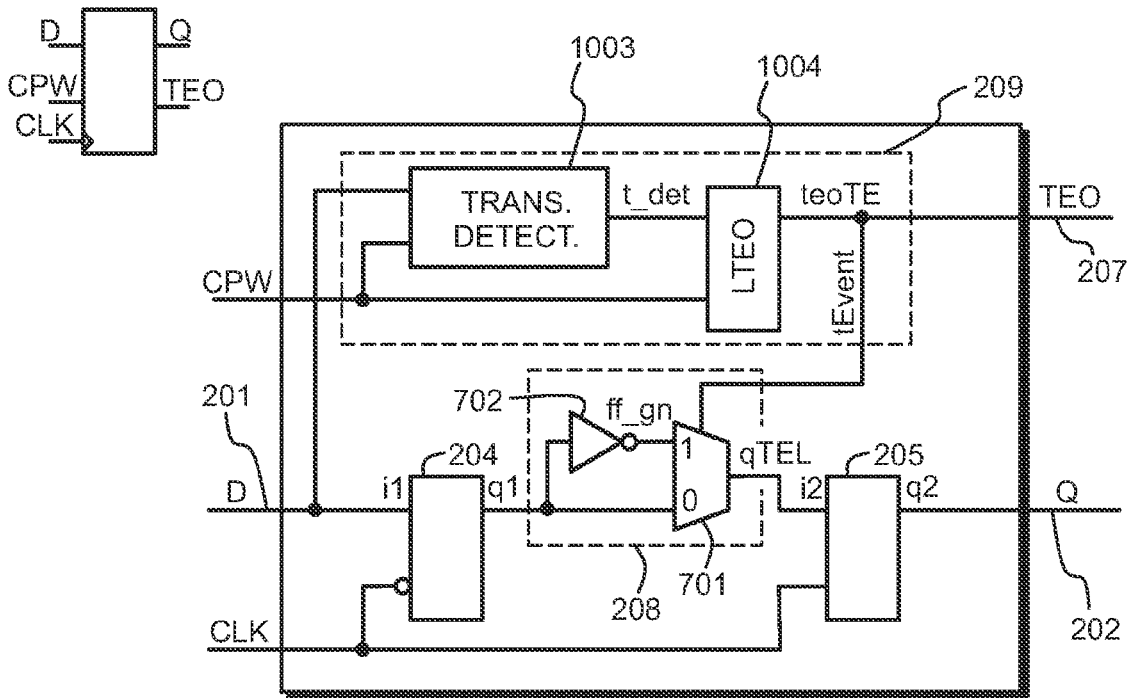 D Q
CPW TEO
CLK
1003
1004
209
TRANS.
DETECT.
t_det
LTEO
teoTE
TEO
207
CPW
tEvent
201
702
ff_gn
1
0
qTEL
204
205
D
i1
q1
i2
q2
Q
208
701
202
CLK